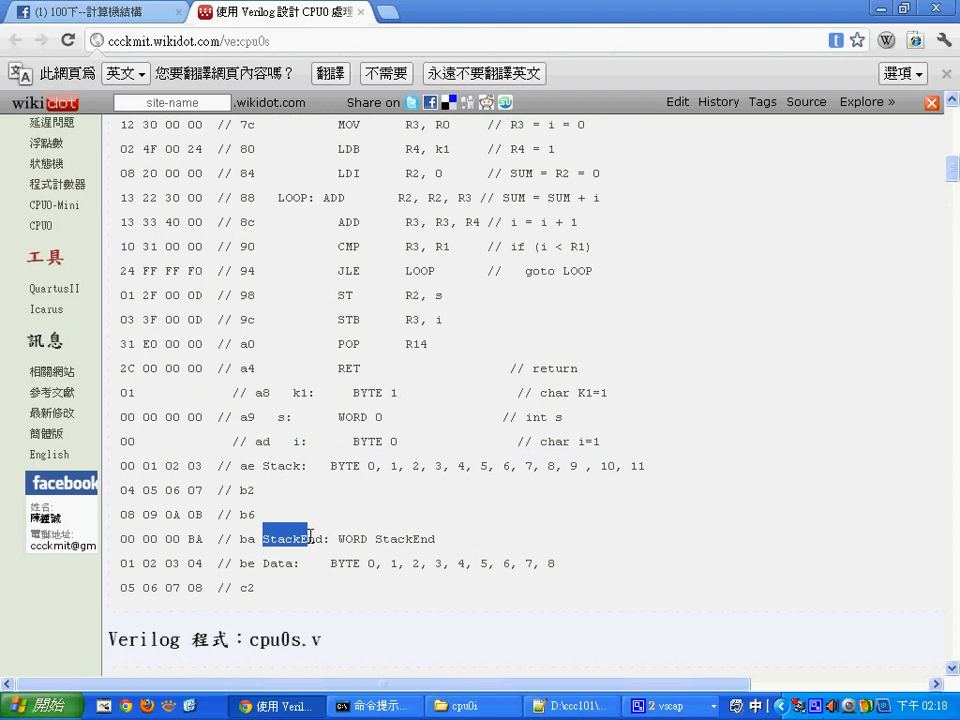 (1) 100下--計算機結構
使用 Verilog 設計 CPU0 處理
ccckmit.wikidot.com/ve:cpu0s
此網頁為 英文 您要翻譯網頁內容嗎？ 翻譯 不需要 永遠不要翻譯英文 選項
wikidot site-name .wikidot.com Share on Edit History Tags Source Explore »
延遲問題
浮點數
狀態機
程式計數器
CPU0-Mini
CPU0
工具
QuartusII
Icarus
訊息
相關網站
參考文獻
最新修改
簡體版
English
facebook
姓名:
陳鍾誠
電郵地址:
ccckmit@gm
12 30 00 00 // 7c MOV R3, R0 // R3 = i = 0
02 4F 00 24 // 80 LDB R4, k1 // R4 = 1
08 20 00 00 // 84 LDI R2, 0 // SUM = R2 = 0
13 22 30 00 // 88 LOOP: ADD R2, R2, R3 // SUM = SUM + i
13 33 40 00 // 8c ADD R3, R3, R4 // i = i + 1
10 31 00 00 // 90 CMP R3, R1 // if (i < R1)
24 FF FF F0 // 94 JLE LOOP // goto LOOP
01 2F 00 0D // 98 ST R2, s
03 3F 00 0D // 9c STB R3, i
31 E0 00 00 // a0 POP R14
2C 00 00 00 // a4 RET // return
01 // a8 k1: BYTE 1 // char K1=1
00 00 00 00 // a9 s: WORD 0 // int s
00 // ad i: BYTE 0 // char i=1
00 01 02 03 // ae Stack: BYTE 0, 1, 2, 3, 4, 5, 6, 7, 8, 9 , 10, 11
04 05 06 07 // b2
08 09 0A 0B // b6
00 00 00 BA // ba StackEnd: WORD StackEnd
01 02 03 04 // be Data: BYTE 0, 1, 2, 3, 4, 5, 6, 7, 8
05 06 07 08 // c2
Verilog 程式：cpu0s.v
開始
使用 Veril...
命令提示...
cpu0i
D:\ccc101\...
2 vscap
中
下午 02:18